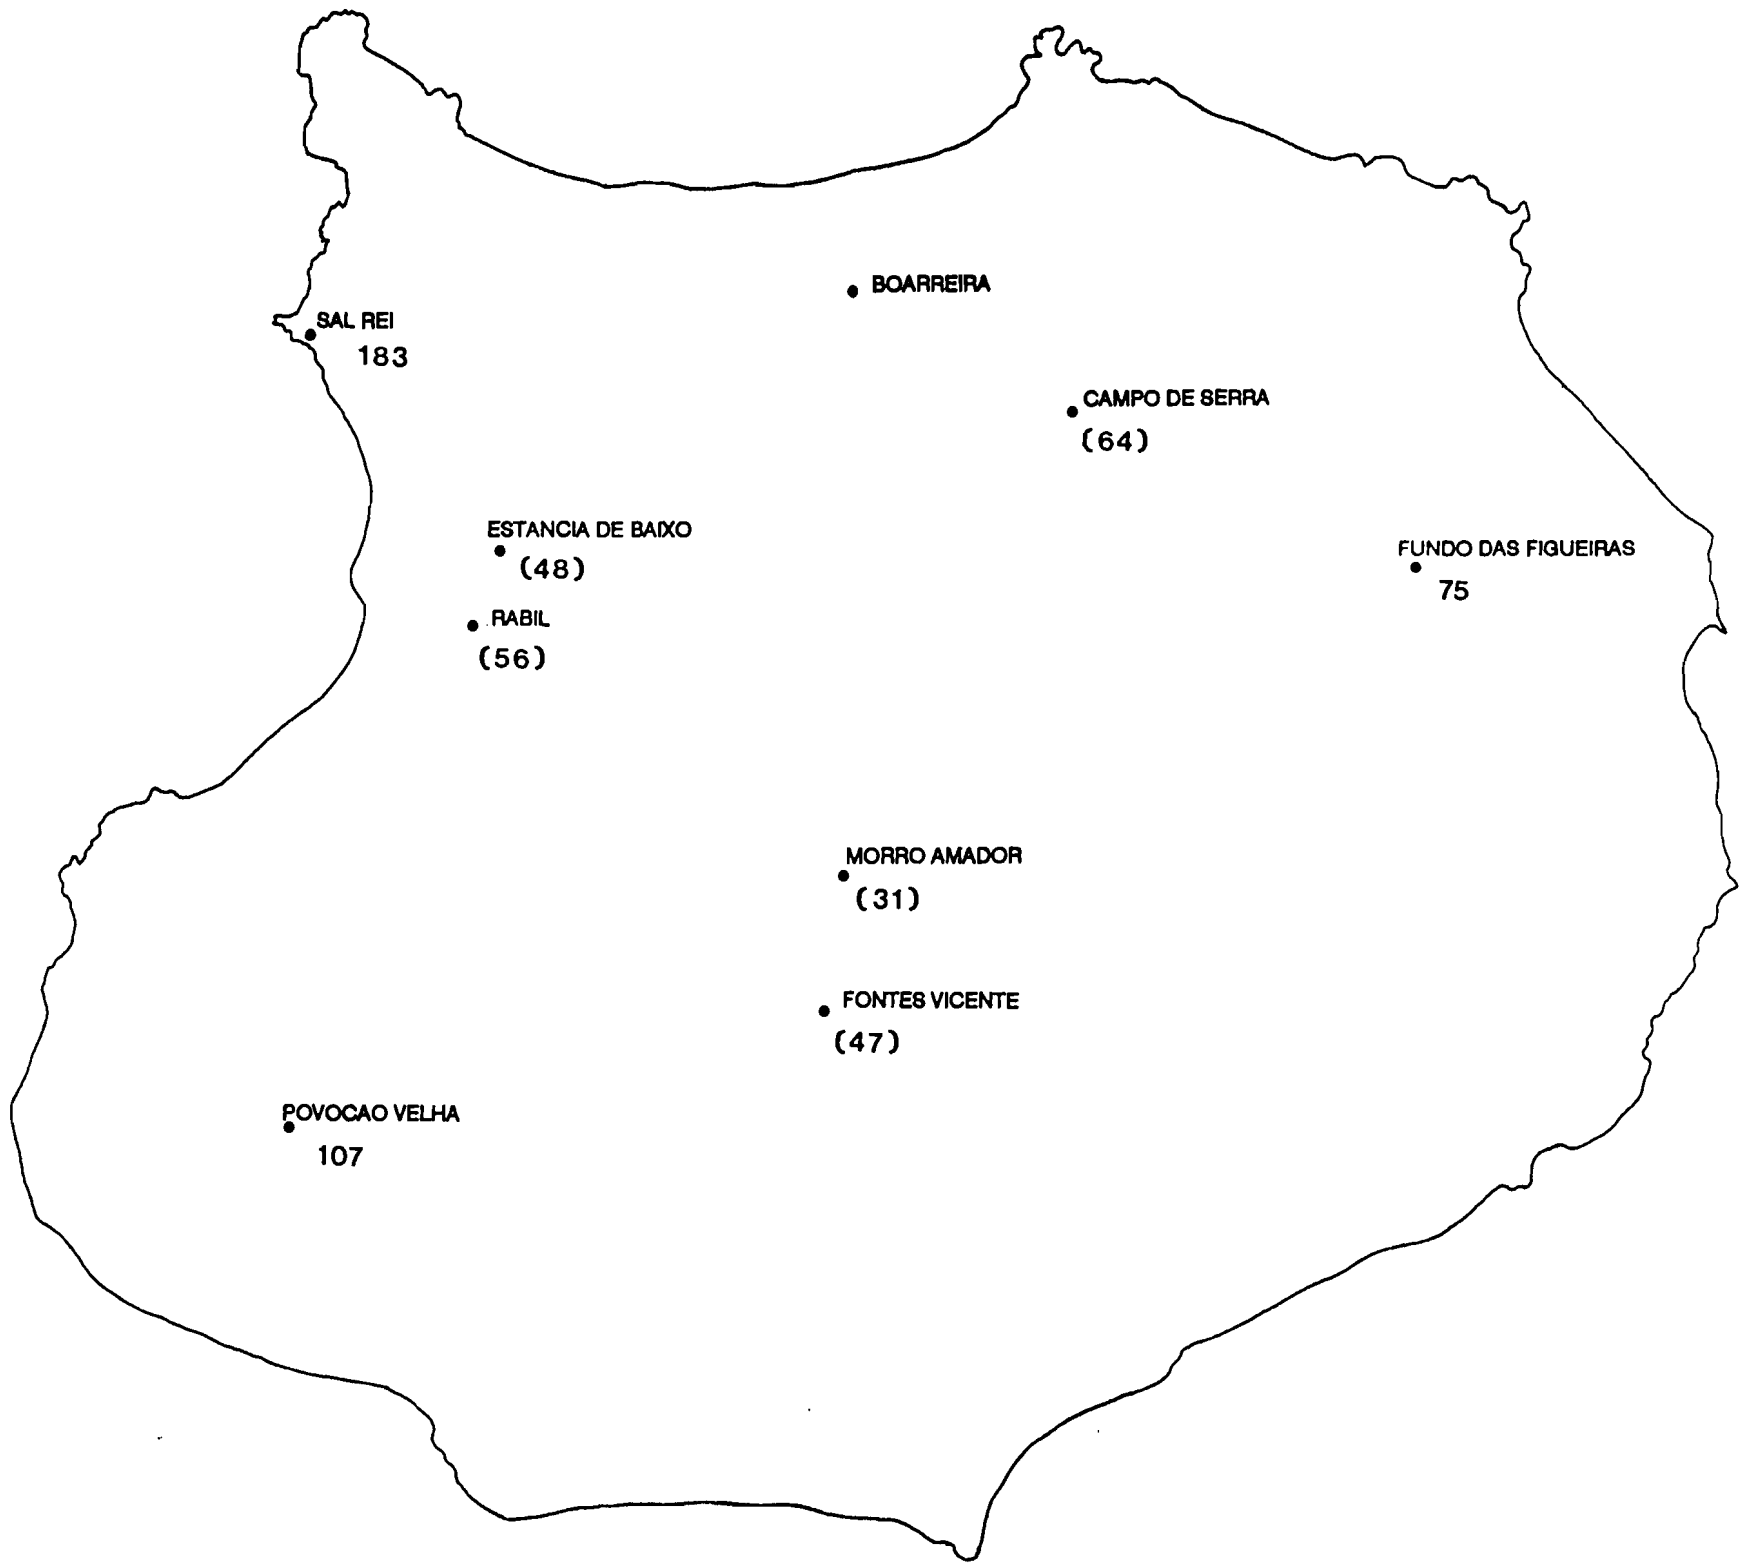 BOARREIRA
SAL REI
183
CAMPO DE SERRA
(64)
ESTANCIA DE BAIXO
(48)
FUNDO DAS FIGUEIRAS
75
RABIL
(56)
MORRO AMADOR
(31)
FONTES VICENTE
(47)
POVOCAO VELHA
107